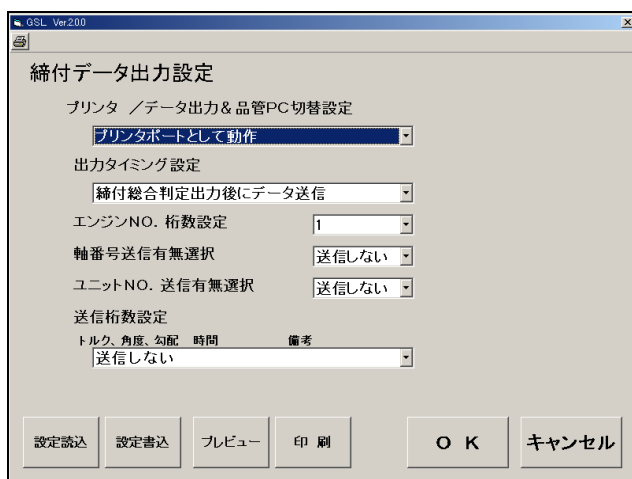 GSL Ver.2.0.0
締付データ出力設定
プリンタ ／データ出力＆品管PC切替設定
プリンタポートとして動作
出力タイミング設定
締付総合判定出力後にデータ送信
エンジンNO. 桁数設定 1
軸番号送信有無選択 送信しない
ユニットNO. 送信有無選択 送信しない
送信桁数設定
トルク、角度、勾配 時間 備考
送信しない
設定読込 設定書込 プレビュー 印 刷 O K キャンセル